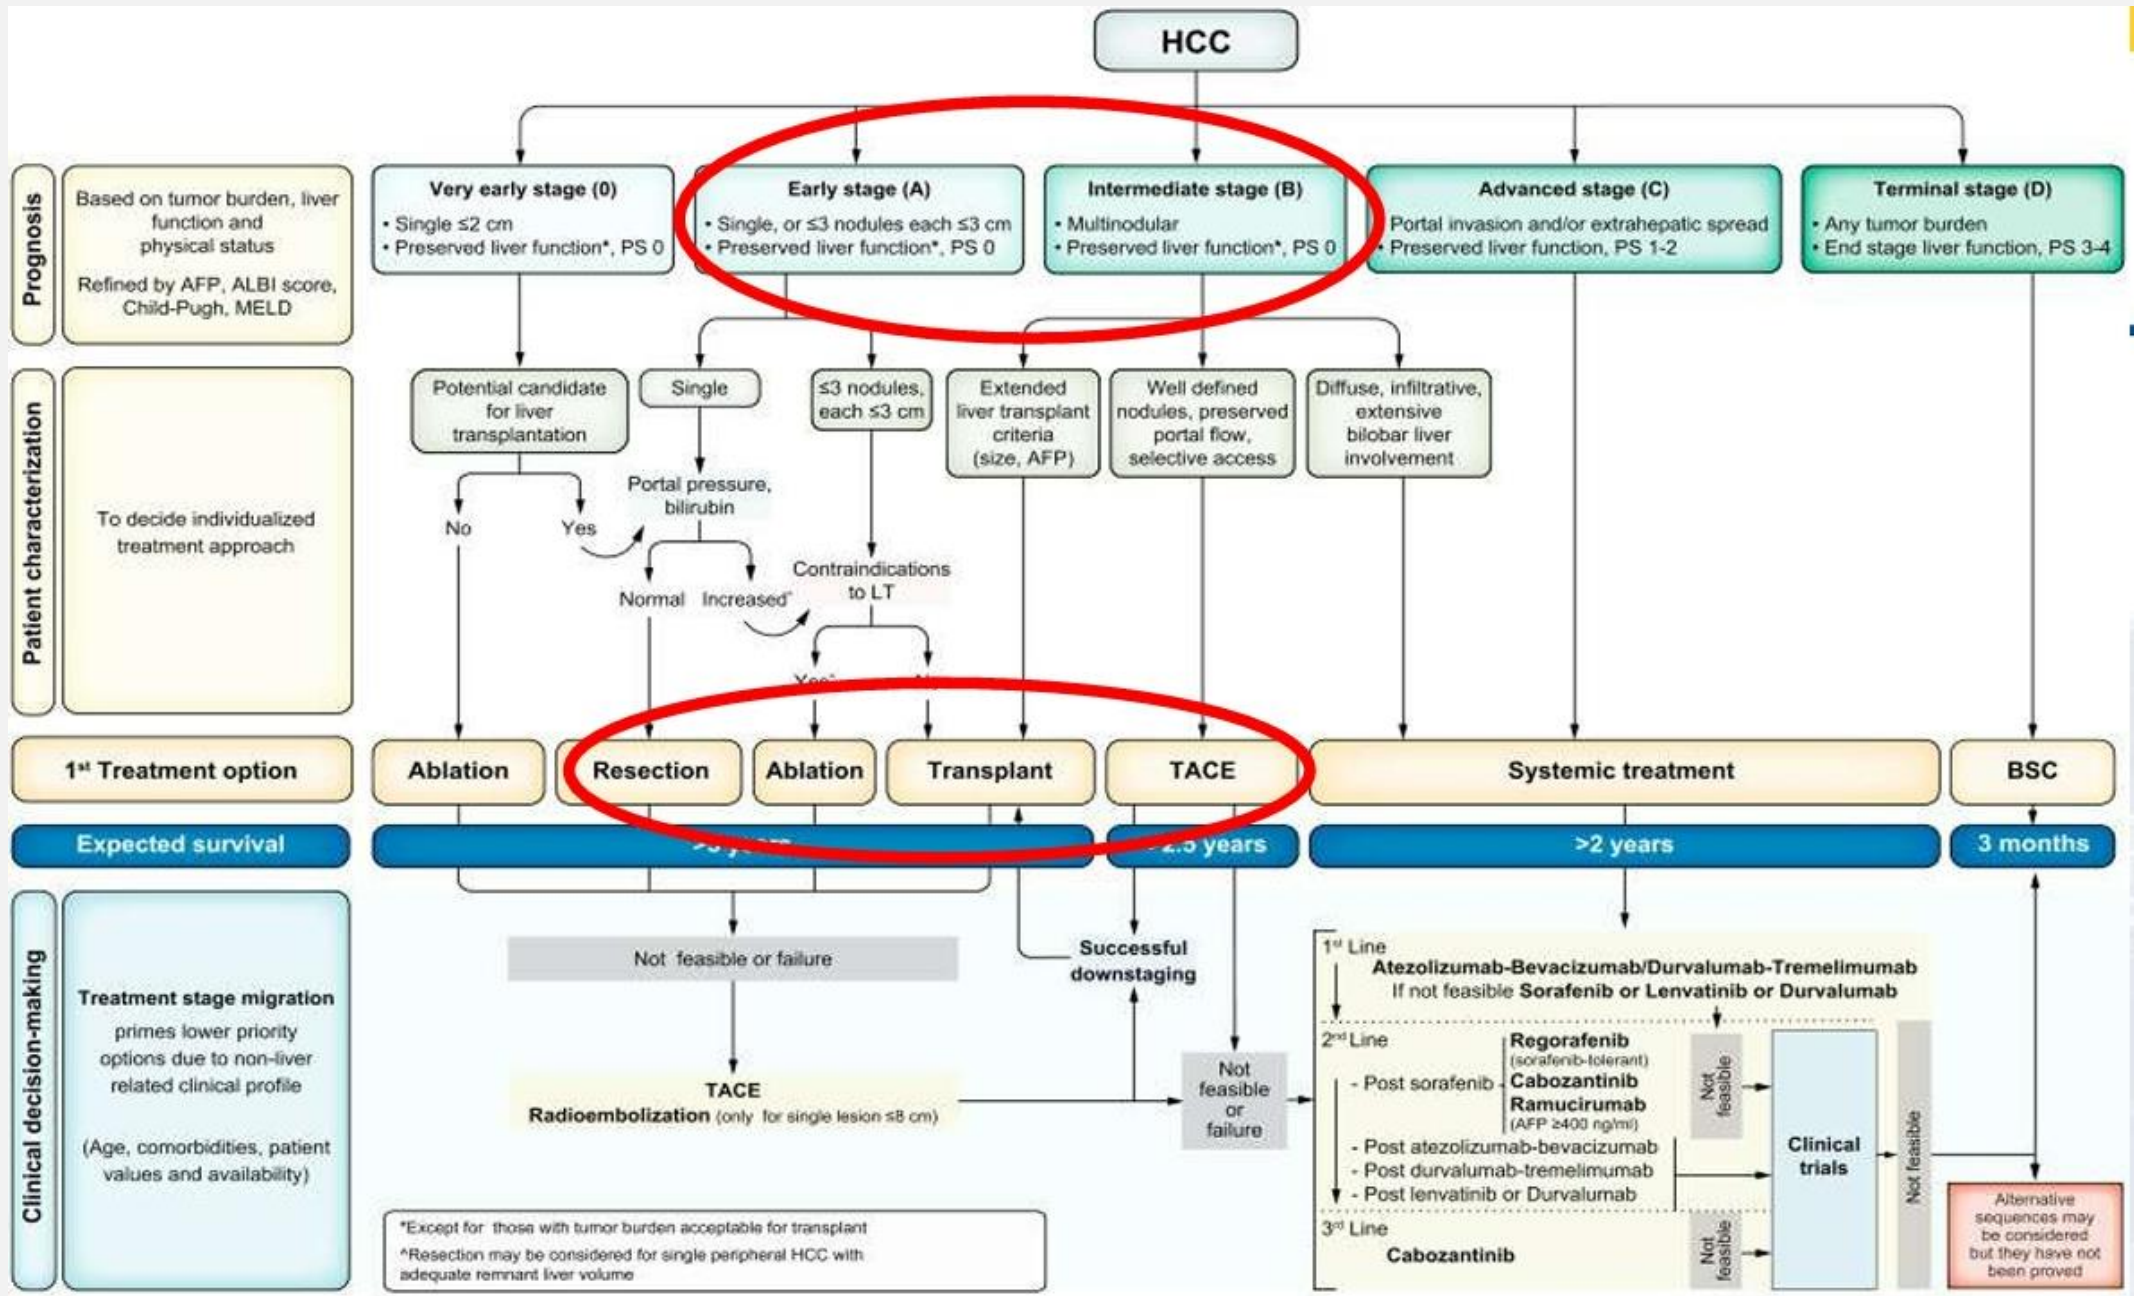 HCC
Prognosis
Based on tumor burden, liver
function and
physical status
Refined by AFP, ALBI score,
Child-Pugh, MELD
Very early stage (0)
• Single ≤2 cm
• Preserved liver function*, PS 0
Early stage (A)
• Single, or ≤3 nodules each ≤3 cm
• Preserved liver function*, PS 0
Intermediate stage (B)
• Multinodular
• Preserved liver function*, PS 0
Advanced stage (C)
Portal invasion and/or extrahepatic spread
• Preserved liver function, PS 1-2
Terminal stage (D)
• Any tumor burden
• End stage liver function, PS 3-4
Patient characterization
To decide individualized
treatment approach
Potential candidate
for liver
transplantation
No
Yes
Single
Portal pressure,
bilirubin
Normal
Increased^
≤3 nodules,
each ≤3 cm
Contraindications
to LT
Extended
liver transplant
criteria
(size, AFP)
Well defined
nodules, preserved
portal flow,
selective access
Diffuse, infiltrative,
extensive
bilobar liver
involvement
1st Treatment option
Ablation
Resection
Ablation
Transplant
TACE
Systemic treatment
BSC
Expected survival
years
2.5 years
>2 years
3 months
Clinical decision-making
Treatment stage migration
primes lower priority
options due to non-liver
related clinical profile
(Age, comorbidities, patient
values and availability)
Not feasible or failure
TACE
Radioembolization (only for single lesion ≤8 cm)
Successful
downstaging
Not
feasible
or
failure
1st Line
Atezolizumab-Bevacizumab/Durvalumab-Tremelimumab
If not feasible Sorafenib or Lenvatinib or Durvalumab
2nd Line
- Post sorafenib
Regorafenib
(sorafenib-tolerant)
Cabozantinib
Ramucirumab
(AFP ≥400 ng/ml)
- Post atezolizumab-bevacizumab
- Post durvalumab-tremelimumab
- Post lenvatinib or Durvalumab
3rd Line
Cabozantinib
Not
feasible
Not
feasible
Clinical
trials
Not feasible
Alternative
sequences may
be considered
but they have not
been proved
*Except for those with tumor burden acceptable for transplant
^Resection may be considered for single peripheral HCC with
adequate remnant liver volume